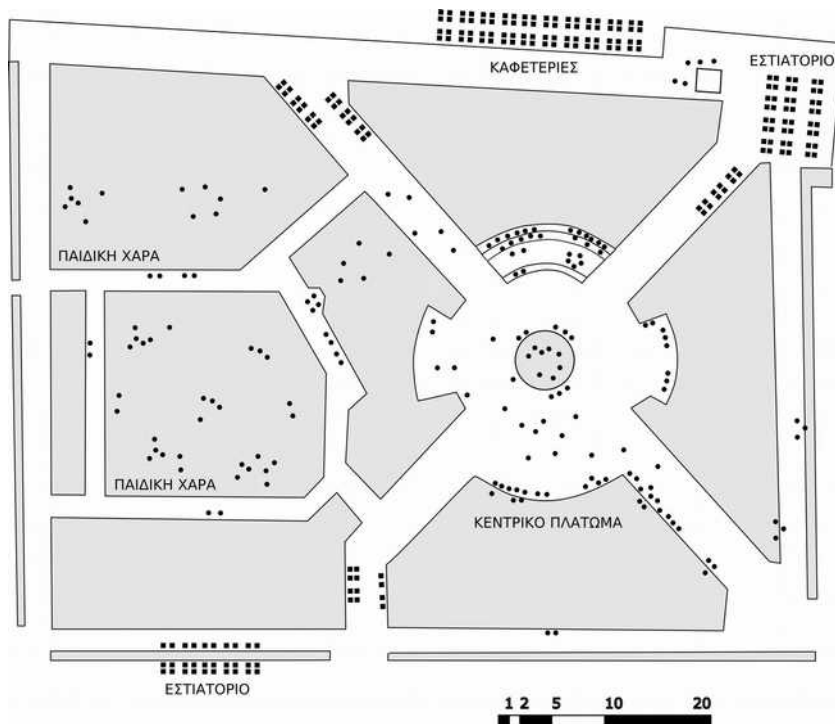 ΚΑΦΕΤΕΡΙΕΣ
ΕΣΤΙΑΤΟΡΙΟ
ΠΑΙΔΙΚΗ ΧΑΡΑ
ΠΑΙΔΙΚΗ ΧΑΡΑ
ΚΕΝΤΡΙΚΟ ΠΛΑΤΩΜΑ
ΕΣΤΙΑΤΟΡΙΟ
1 2 5 10 20